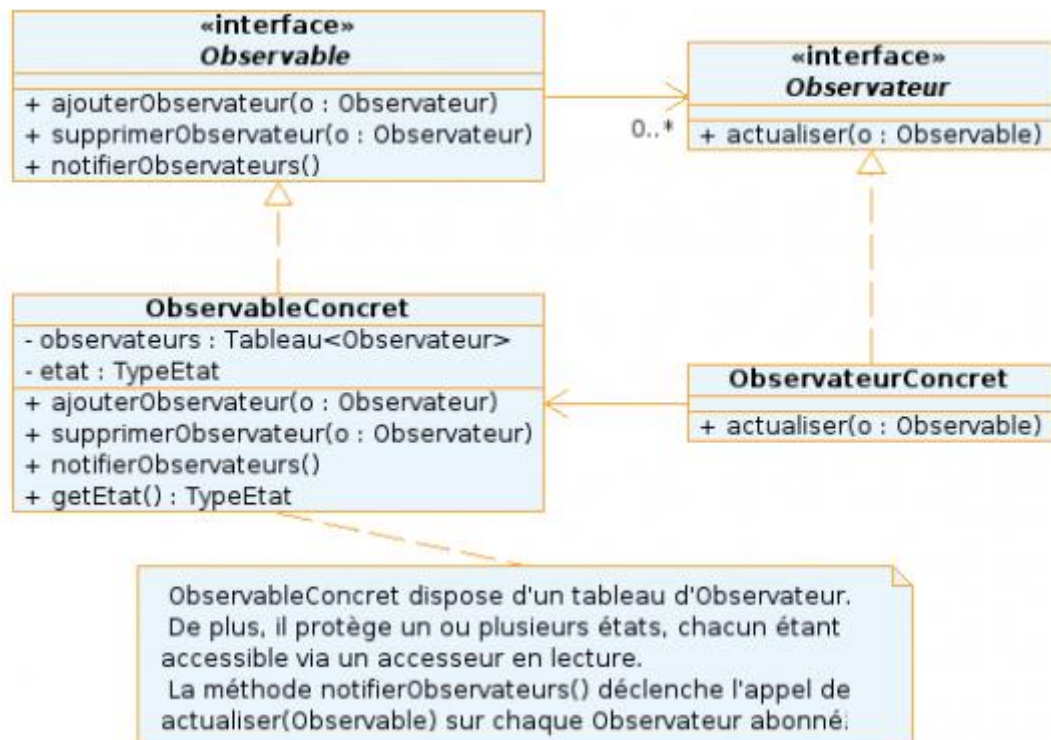 «interface»
Observable
+ ajouterObservateur(o : Observateur)
+ supprimerObservateur(o : Observateur)
+ notifierObservateurs()
«interface»
Observateur
+ actualiser(o : Observable)
0..*
ObservableConcret
- observateurs : Tableau<Observateur>
- etat : TypeEtat
+ ajouterObservateur(o : Observateur)
+ supprimerObservateur(o : Observateur)
+ notifierObservateurs()
+ getEtat() : TypeEtat
ObservateurConcret
+ actualiser(o : Observable)
ObservableConcret dispose d'un tableau d'Observateur.
De plus, il protège un ou plusieurs états, chacun étant
accessible via un accesseur en lecture.
La méthode notifierObservateurs() déclenche l'appel de
actualiser(Observable) sur chaque Observateur abonné.